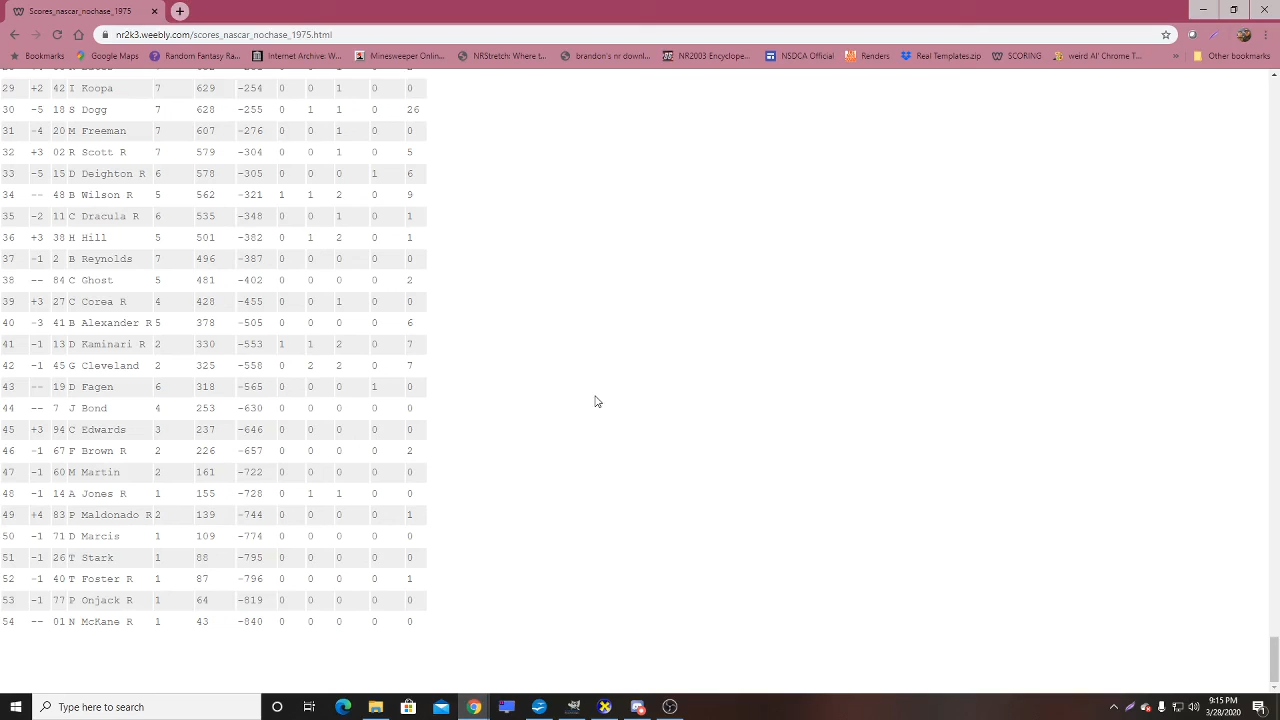 Scores_nascar_nochase_1975
nr2k3.weebly.com/scores_nascar_nochase_1975.html
Bookmarks Google Maps Random Fantasy Ra... Internet Archive: W... Minesweeper Onlin... NRStretch: Where t... brandon's nr downl... NR2003 Encyclope... NSDCA Official Renders Real Templates.zip SCORING weird Al' Chrome T... Other bookmarks
29 +2 42 I Koopa 7 629 -254 0 0 1 0 0
30 -5 18 S Dogg 7 628 -255 0 1 1 0 26
31 -4 20 M Freeman 7 607 -276 0 0 1 0 0
32 +3 02 R Scott R 7 579 -304 0 0 1 0 5
33 -5 15 D Deighton R 6 578 -305 0 0 0 1 6
34 -- 48 B Wilson R 5 562 -321 1 1 2 0 9
35 -2 11 C Dracula R 6 535 -348 0 0 1 0 1
36 +3 38 H Hill 5 501 -382 0 1 2 0 1
37 -1 2 B Reynolds 7 496 -387 0 0 0 0 0
38 -- 84 C Ghost 5 481 -402 0 0 0 0 2
39 +3 27 C Corea R 4 428 -455 0 0 1 0 0
40 -3 41 B Alexander R 5 378 -505 0 0 0 0 6
41 -1 13 D Kaminari R 2 330 -553 1 1 2 0 7
42 -1 45 G Cleveland 2 325 -558 0 2 2 0 7
43 -- 19 D Fagen 6 318 -565 0 0 0 1 0
44 -- 7 J Bond 4 253 -630 0 0 0 0 0
45 +3 94 C Edwards 3 237 -646 0 0 0 0 0
46 -1 67 F Brown R 2 226 -657 0 0 0 0 2
47 -1 60 M Martin 2 161 -722 0 0 0 0 0
48 -1 14 A Jones R 1 155 -728 0 1 1 0 0
49 +4 83 P Maldonado R 2 139 -744 0 0 0 0 1
50 -1 71 D Marcis 1 109 -774 0 0 0 0 0
51 -1 26 T Stark 1 88 -795 0 0 0 0 0
52 -1 40 T Foster R 1 87 -796 0 0 0 0 1
53 -1 77 P Onjack R 1 64 -819 0 0 0 0 0
54 -- 01 N McKane R 1 43 -840 0 0 0 0 0
Type here to search
9:15 PM
3/28/2020